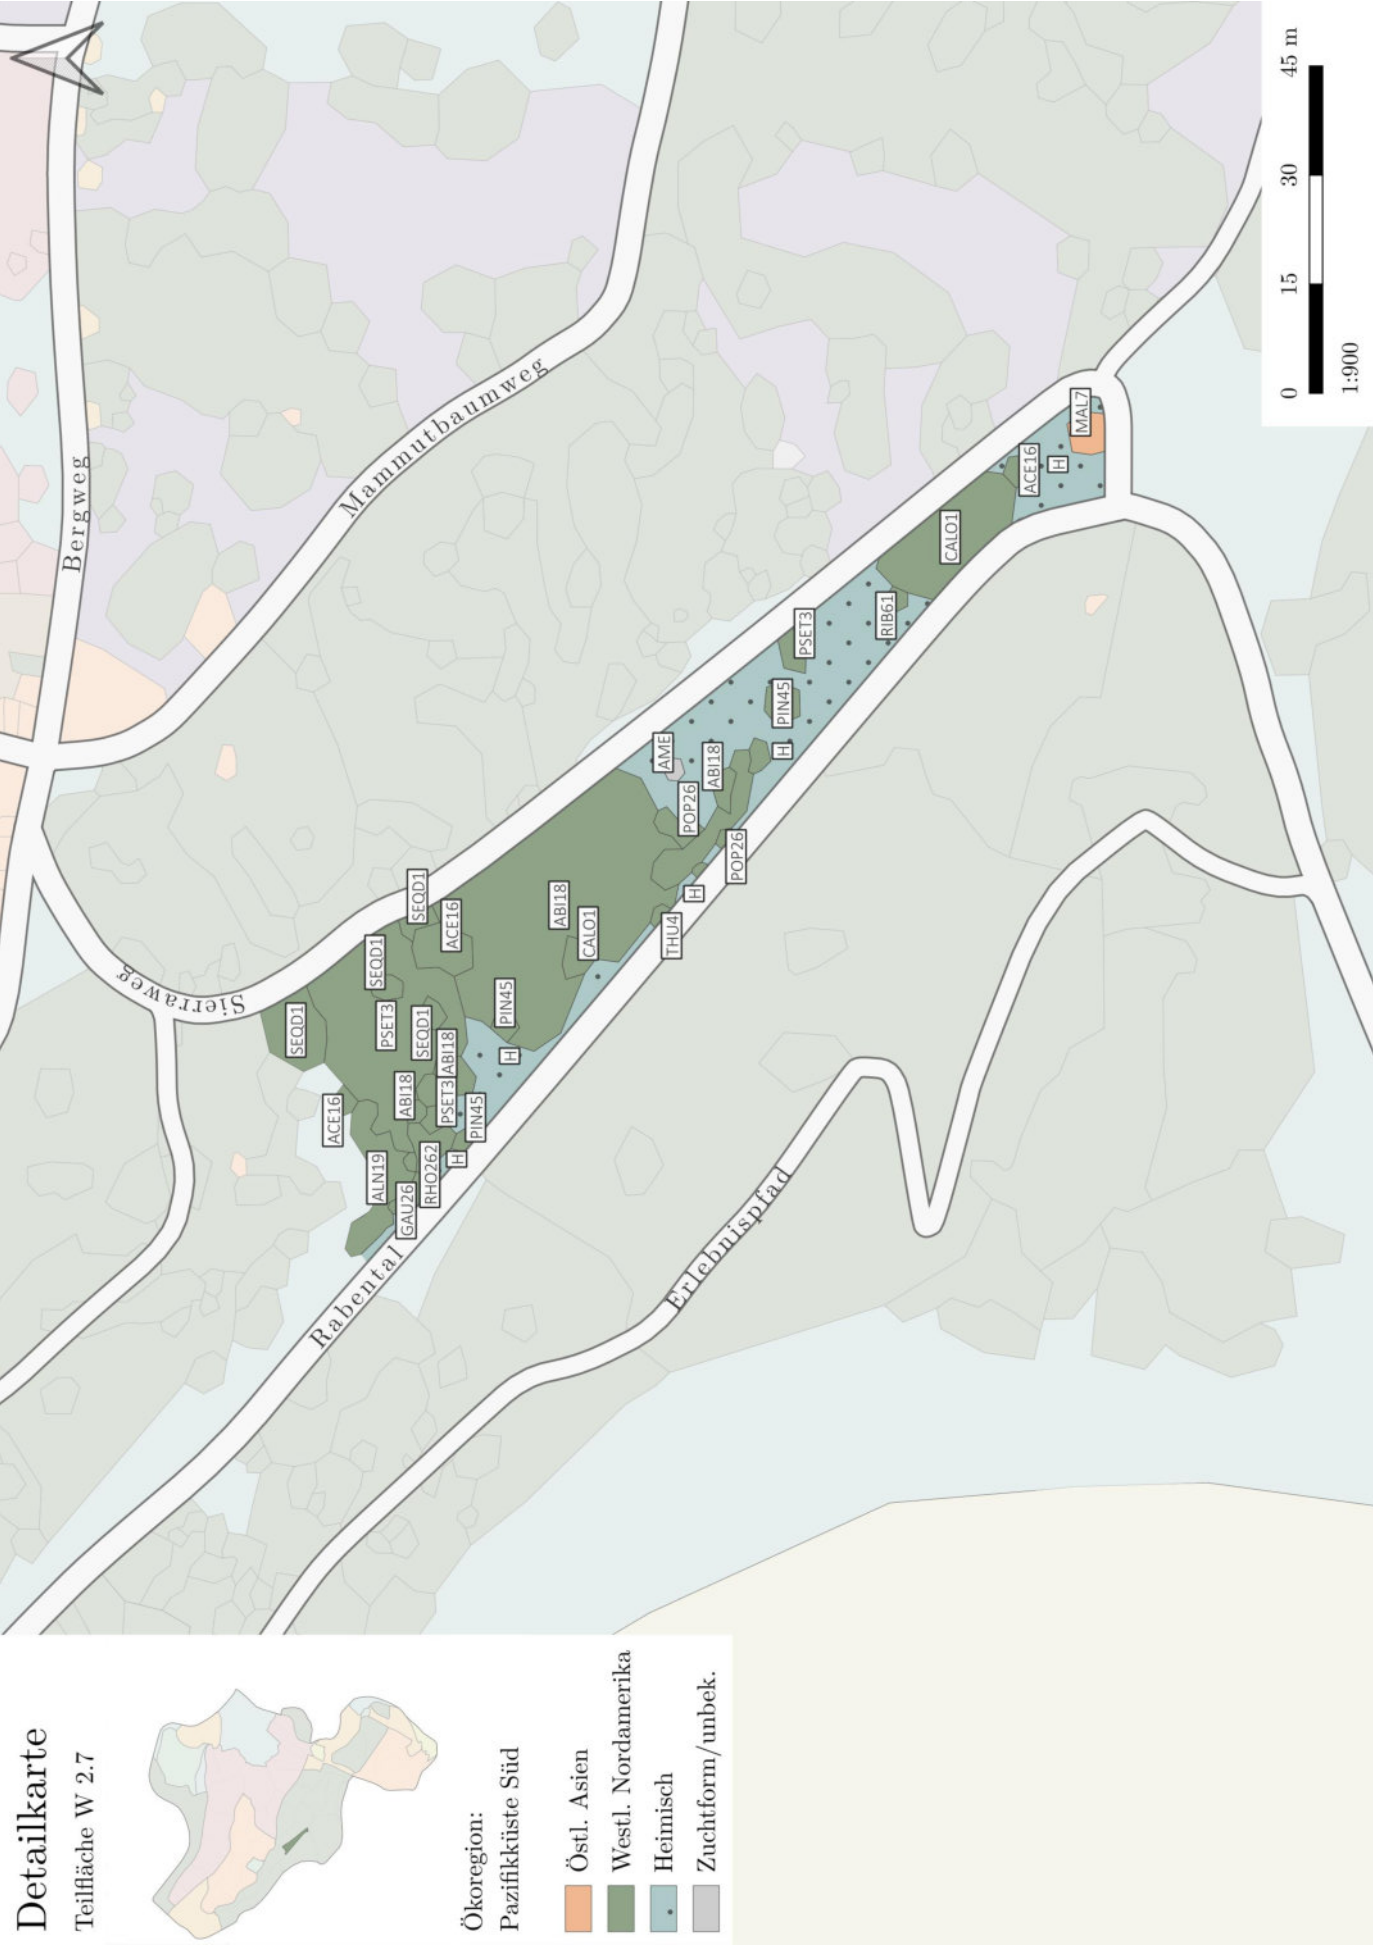 Detailkarte
Teilfläche W 2.7
Ökoregion:
Pazifikküste Süd
Östl. Asien
Westl. Nordamerika
Heimisch
Zuchtform/unbek.
Bergweg
Mammutbaumweg
Sierraweg
Rabental
Erlebnispfad
SEQD1
ACE16
SEQD1
SEQD1
PSET3
SEQD1
ACE16
ABI18
ABI18
PSET3
ALN19
GAU26
RHO262
H
PIN45
H
PIN45
ABI18
CALO1
THU4
H
POP26
POP26
ABI18
AME
H
PIN45
PSET3
RIB61
CALO1
ACE16
H
MAL7
0 15 30 45 m
1:900